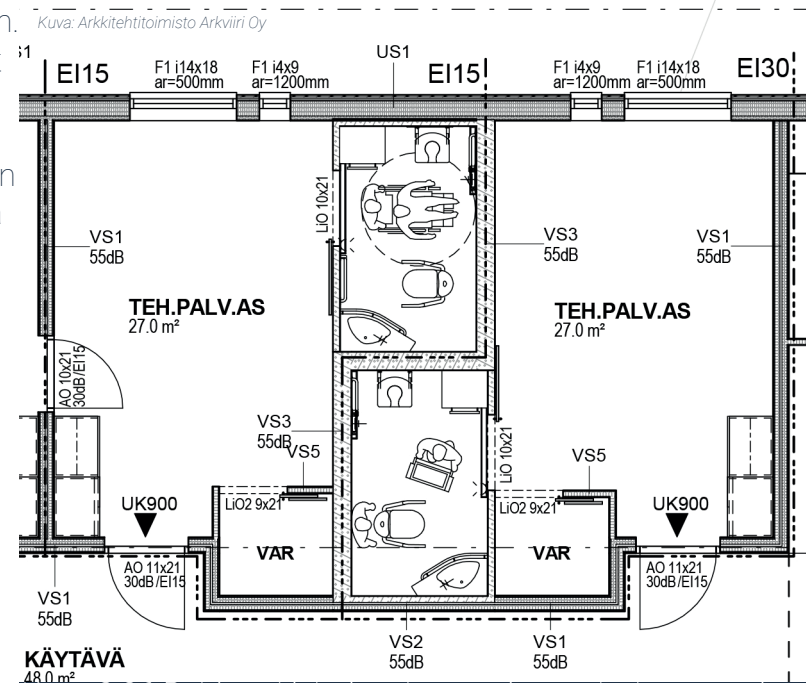 n.
Kuva: Arkkitehtitoimisto Arkviiri Oy
S1
EI15
F1 i14x18
ar=500mm
F1 i4x9
ar=1200mm
US1
EI15
F1 i4x9
ar=1200mm
F1 i14x18
ar=500mm
EI30
n
LiO 10x21
VS1
55dB
VS3
55dB
VS1
55dB
TEH.PALV.AS
27.0 m²
TEH.PALV.AS
27.0 m²
AO 10x21
30dB/EI15
VS3
55dB
VS5
LiO 10x21
VS5
UK900
LiO2 9x21
LiO2 9x21
UK900
VAR
VAR
AO 11x21
30dB/EI15
AO 11x21
30dB/EI15
VS1
55dB
VS2
55dB
VS1
55dB
KÄYTÄVÄ
48.0 m²